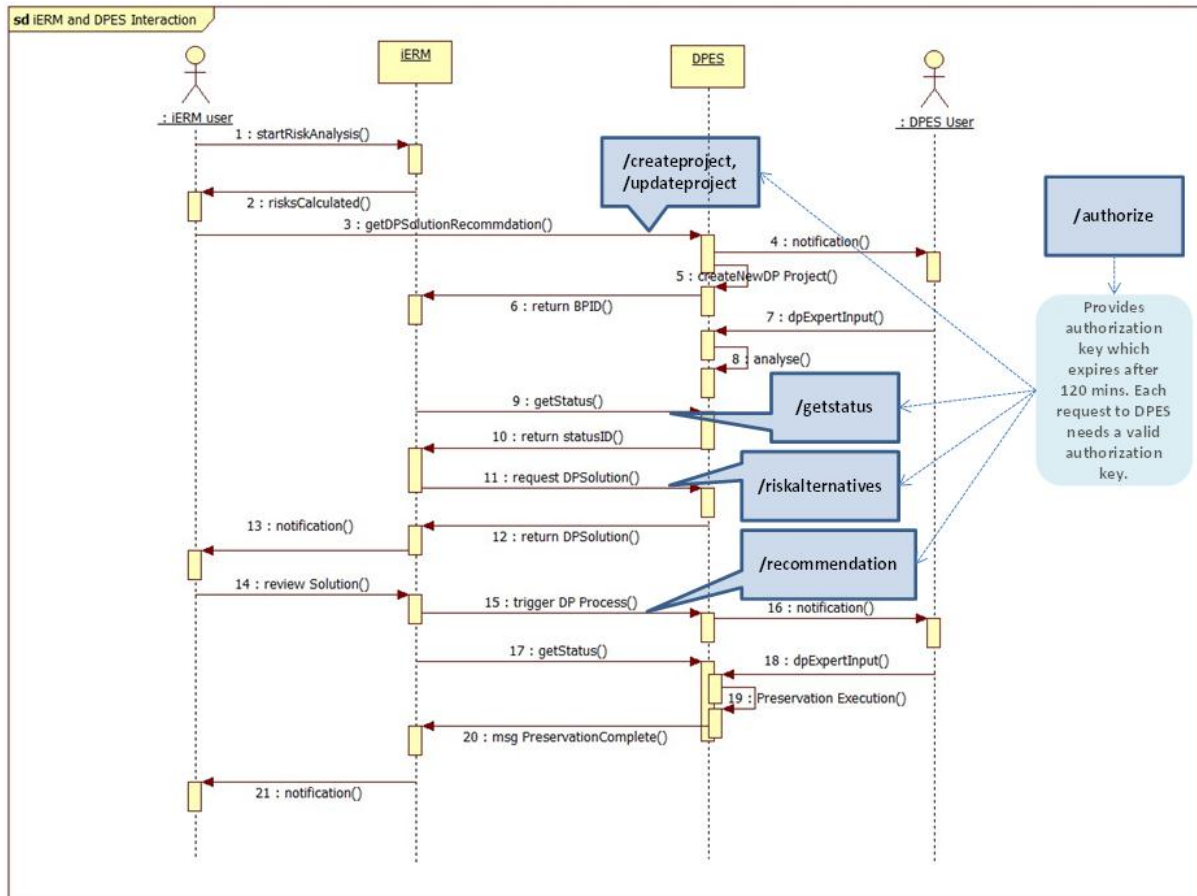 sd iERM and DPES Interaction
iERM
DPES
: iERM user
: DPES User
1 : startRiskAnalysis()
/createproject,
/updateproject
/authorize
2 : risksCalculated()
3 : getDPSolutionRecommdation()
4 : notification()
5 : createNewDP Project()
6 : return BPID()
7 : dpExpertInput()
8 : analyse()
Provides
authorization
key which
expires after
120 mins. Each
request to DPES
needs a valid
authorization
key.
9 : getStatus()
/getstatus
10 : return statusID()
11 : request DPSolution()
/riskalternatives
13 : notification()
12 : return DPSolution()
/recommendation
14 : review Solution()
15 : trigger DP Process()
16 : notification()
17 : getStatus()
18 : dpExpertInput()
19 : Preservation Execution()
20 : msg PreservationComplete()
21 : notification()